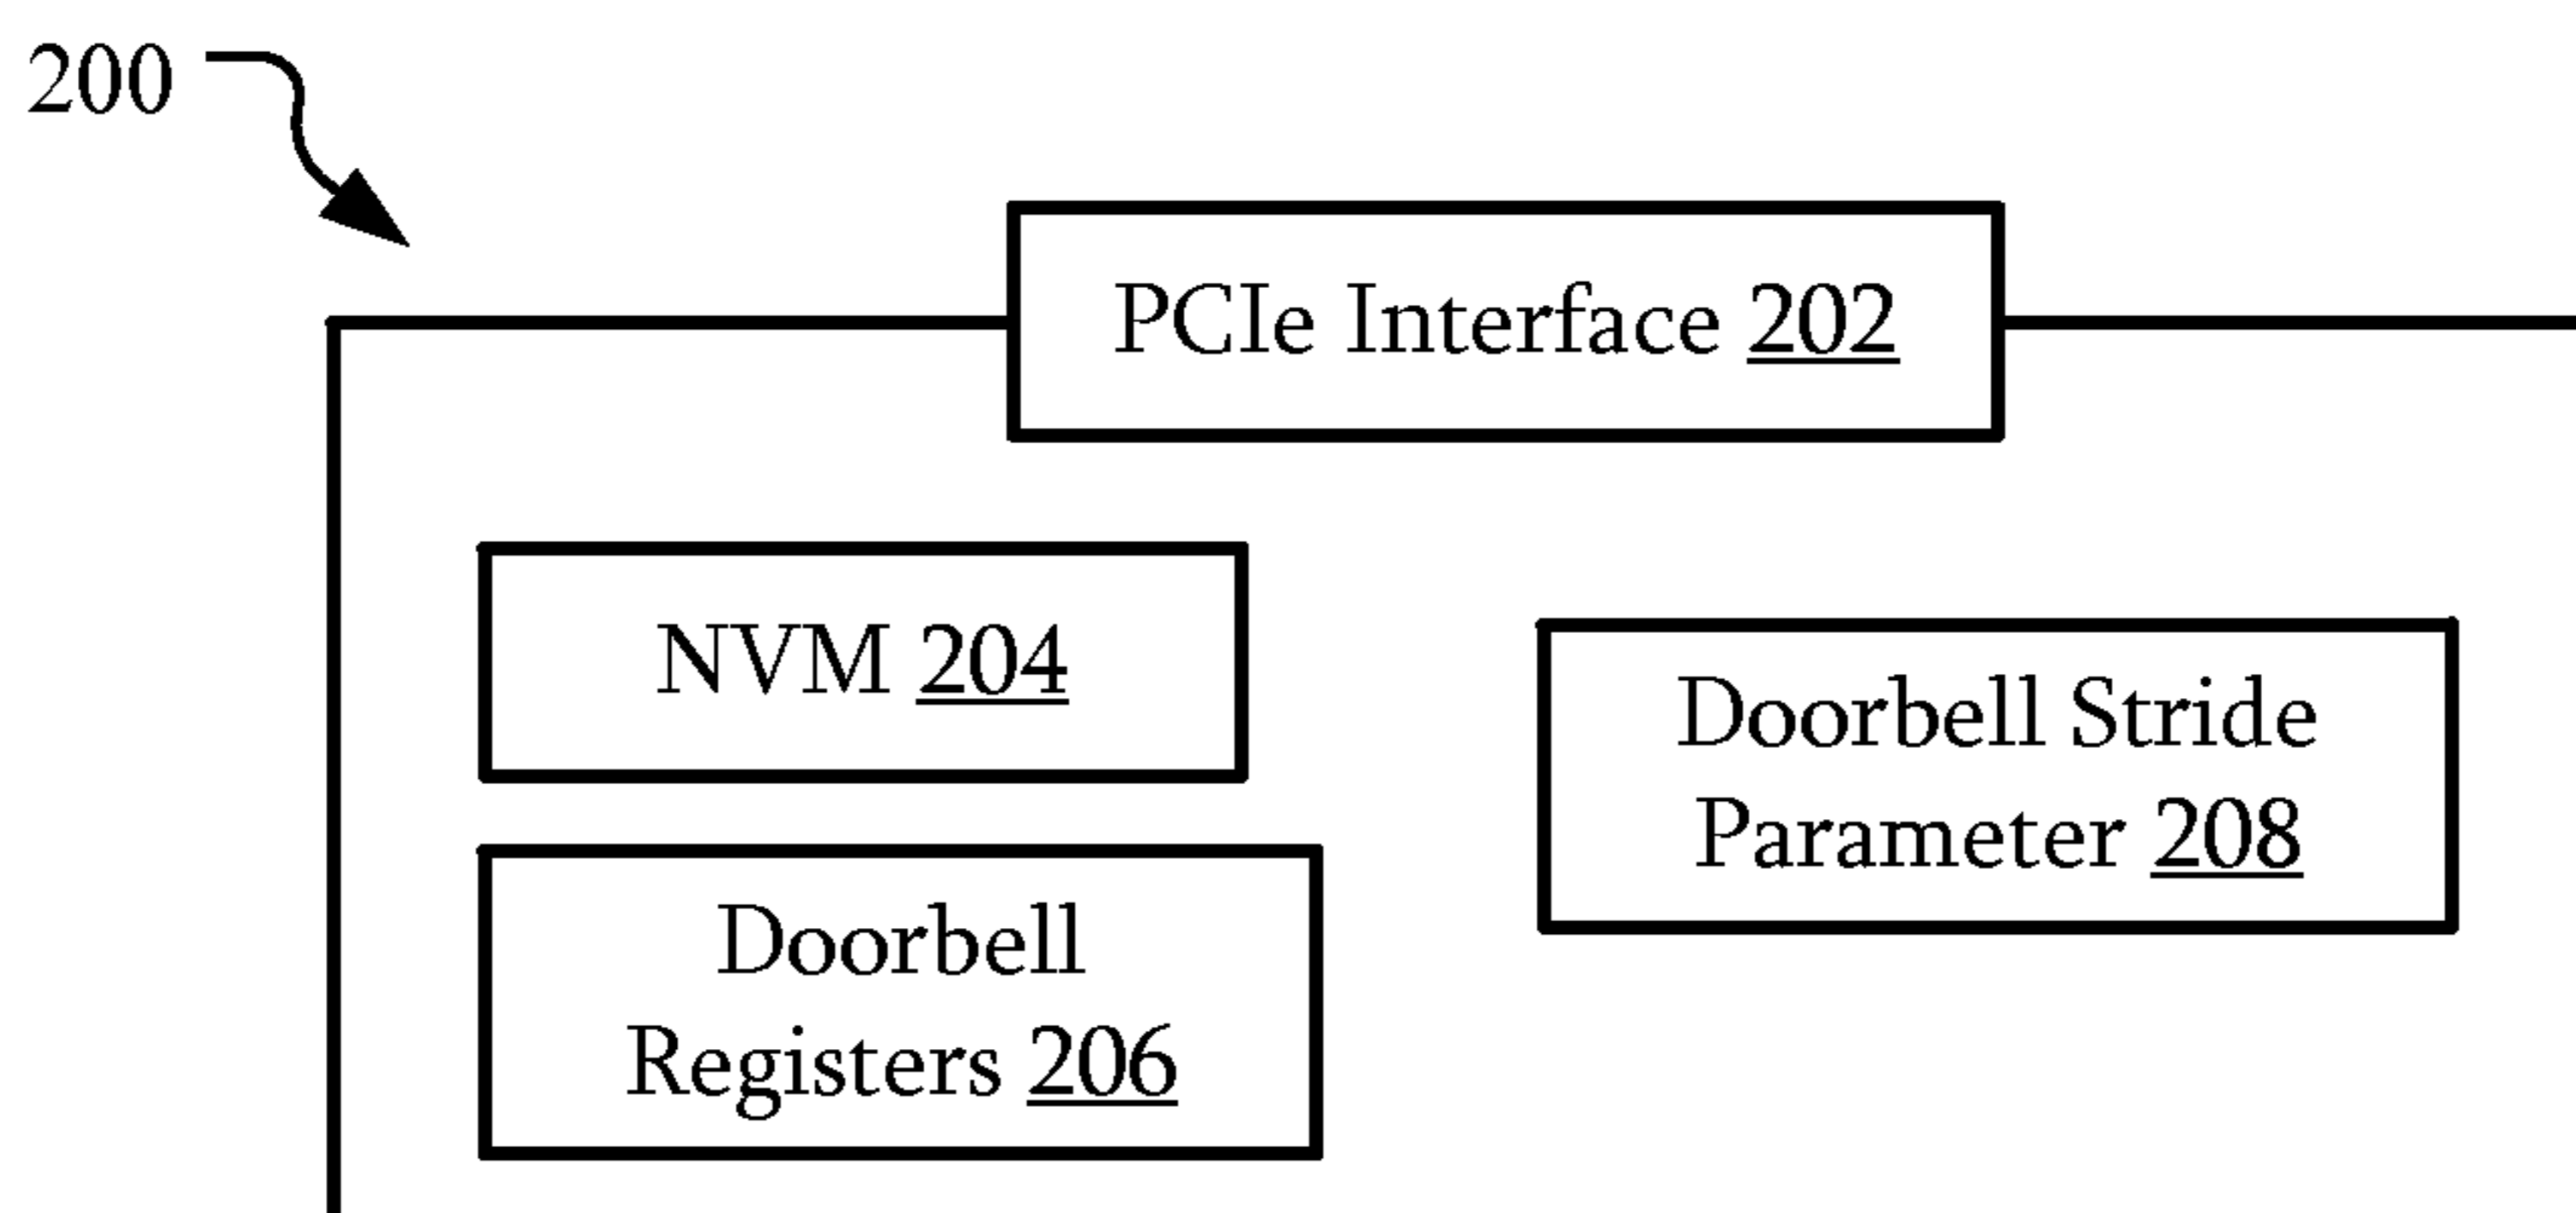 200
PCIe Interface 202
NVM 204
Doorbell Stride
Parameter 208
Doorbell
Registers 206